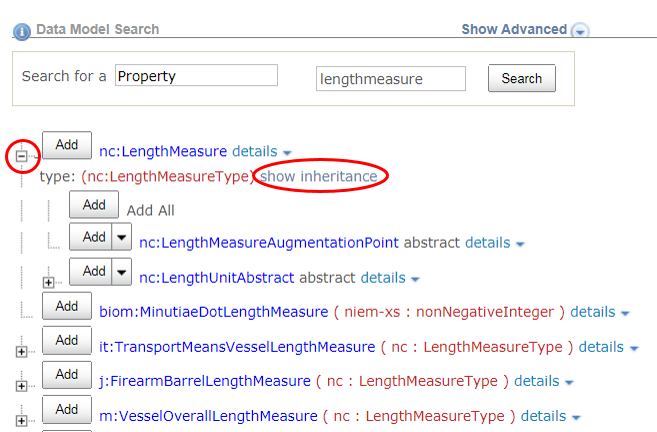 Data Model Search Show Advanced
Search for a Property lengthmeasure Search
Add nc:LengthMeasure details
type: (nc:LengthMeasureType) show inheritance
Add Add All
Add nc:LengthMeasureAugmentationPoint abstract details
Add nc:LengthUnitAbstract abstract details
Add biom:MinutiaeDotLengthMeasure ( niem-xs : nonNegativeInteger ) details
Add it:TransportMeansVesselLengthMeasure ( nc : LengthMeasureType ) details
Add j:FirearmBarrelLengthMeasure ( nc : LengthMeasureType ) details
Add m:VesselOverallLengthMeasure ( nc : LengthMeasureType ) details